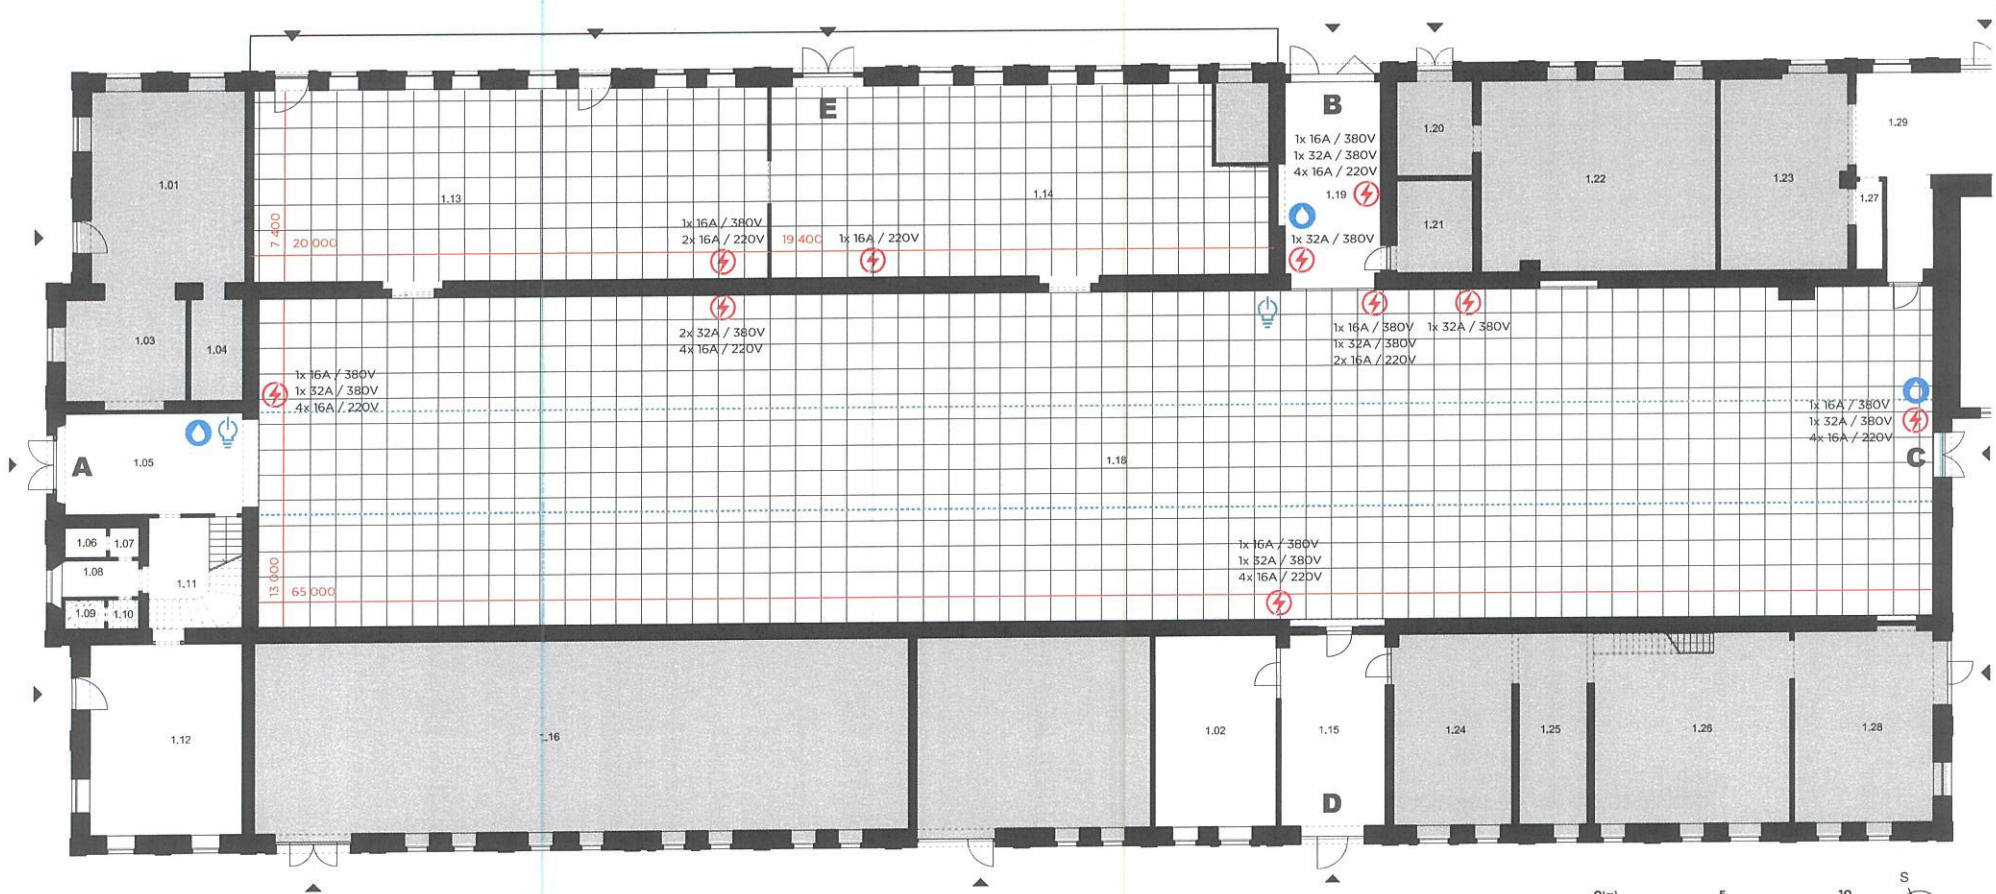 E
B
1x 16A / 380V
1x 32A / 380V
4x 16A / 220V
1.19
1x 32A / 380V
1.20
1.21
1.22
1.23
1.29
1.27
1.01
1.13
1.14
7 400
20 000
1x 16A / 380V
2x 16A / 220V
19 400
1x 16A / 220V
1.03
1.04
2x 32A / 380V
4x 16A / 220V
1x 16A / 380V
1x 32A / 380V
2x 16A / 220V
1x 32A / 380V
1x 16A / 380V
1x 32A / 380V
4x 16A / 220V
1x 16A / 380V
1x 32A / 380V
4x 16A / 220V
A
1.05
1.18
C
1.06
1.07
1.08
1.09
1.10
1.11
13 000
65 000
1x 16A / 380V
1x 32A / 380V
4x 16A / 220V
1.12
1.16
1.02
1.15
D
1.24
1.25
1.26
1.28
S
5
10